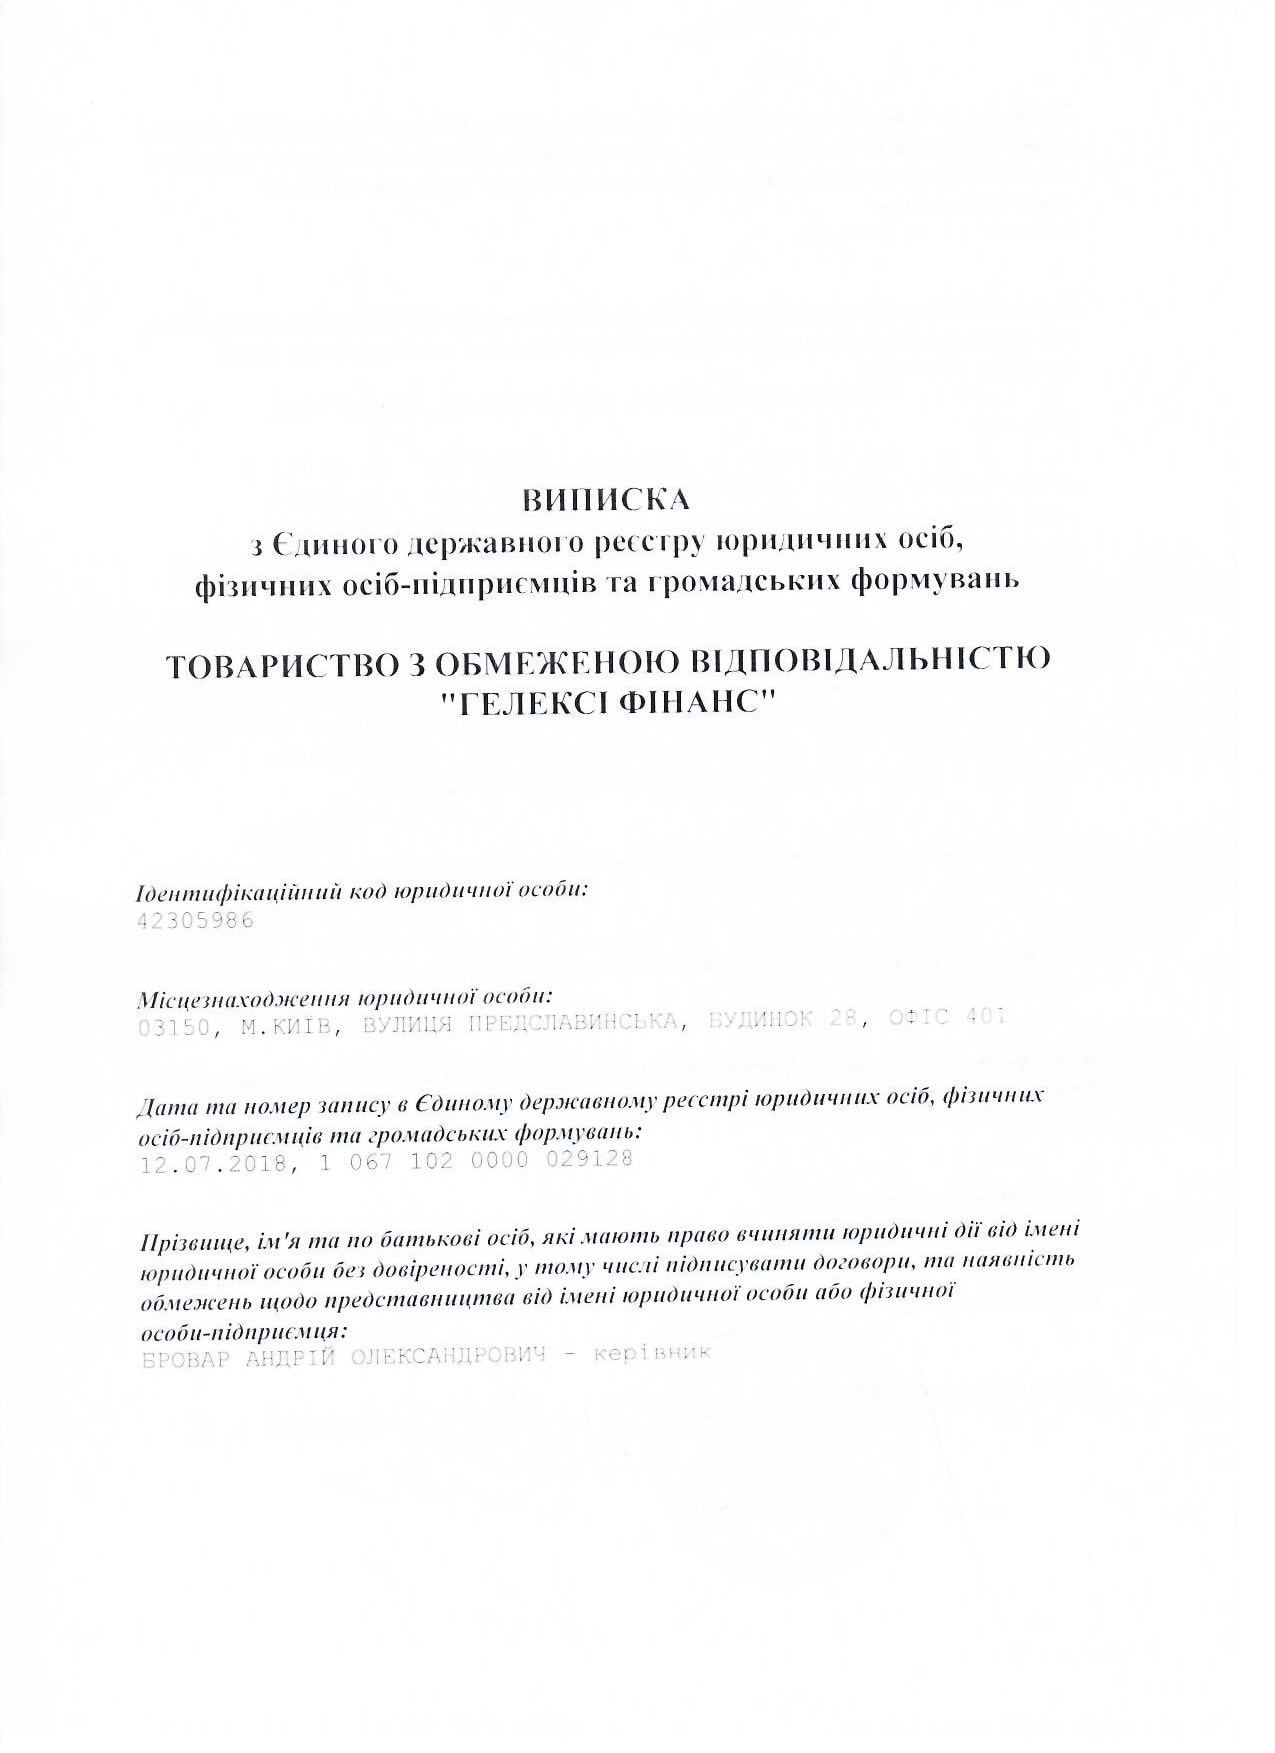 ВИПИСКА
з Єдиного державного реєстру юридичних осіб,
фізичних осіб-підприємців та громадських формувань
ТОВАРИСТВО З ОБМЕЖЕНОЮ ВІДПОВІДАЛЬНІСТЮ
"ГЕЛЕКСІ ФІНАНС"
Ідентифікаційний код юридичної особи:
42305986
Місцезнаходження юридичної особи:
03150, М.КИЇВ, ВУЛИЦЯ ПРЕДСЛАВИНСЬКА, БУДИНОК 28, ОФІС 401
Дата та номер запису в Єдиному державному реєстрі юридичних осіб, фізичних
осіб-підприємців та громадських формувань:
12.07.2018, 1 067 102 0000 029128
Прізвище, ім'я та по батькові осіб, які мають право вчиняти юридичні дії від імені
юридичної особи без довіреності, у тому числі підписувати договори, та наявність
обмежень щодо представництва від імені юридичної особи або фізичної
особи-підприємця:
БРОВАР АНДРІЙ ОЛЕКСАНДРОВИЧ - керівник